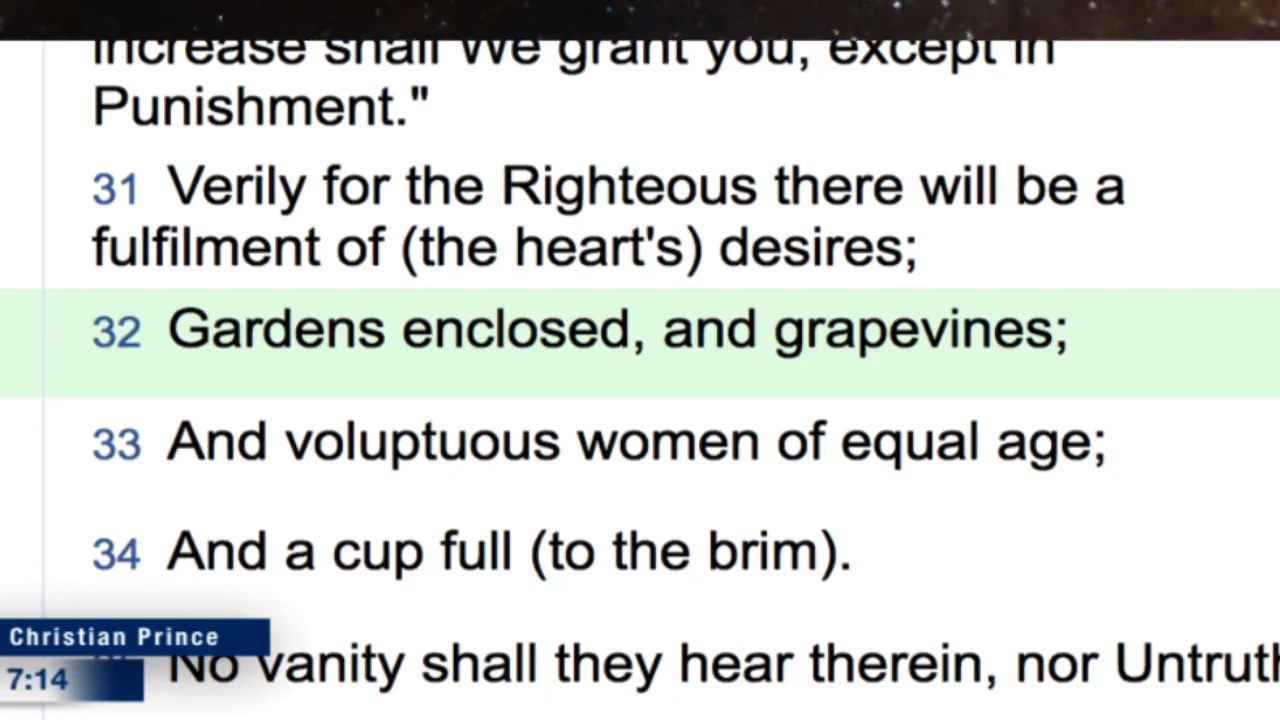 increase shall We grant you, except in
Punishment."
31 Verily for the Righteous there will be a
fulfilment of (the heart's) desires;
32 Gardens enclosed, and grapevines;
33 And voluptuous women of equal age;
34 And a cup full (to the brim).
No vanity shall they hear therein, nor Untruth
Christian Prince
7:14